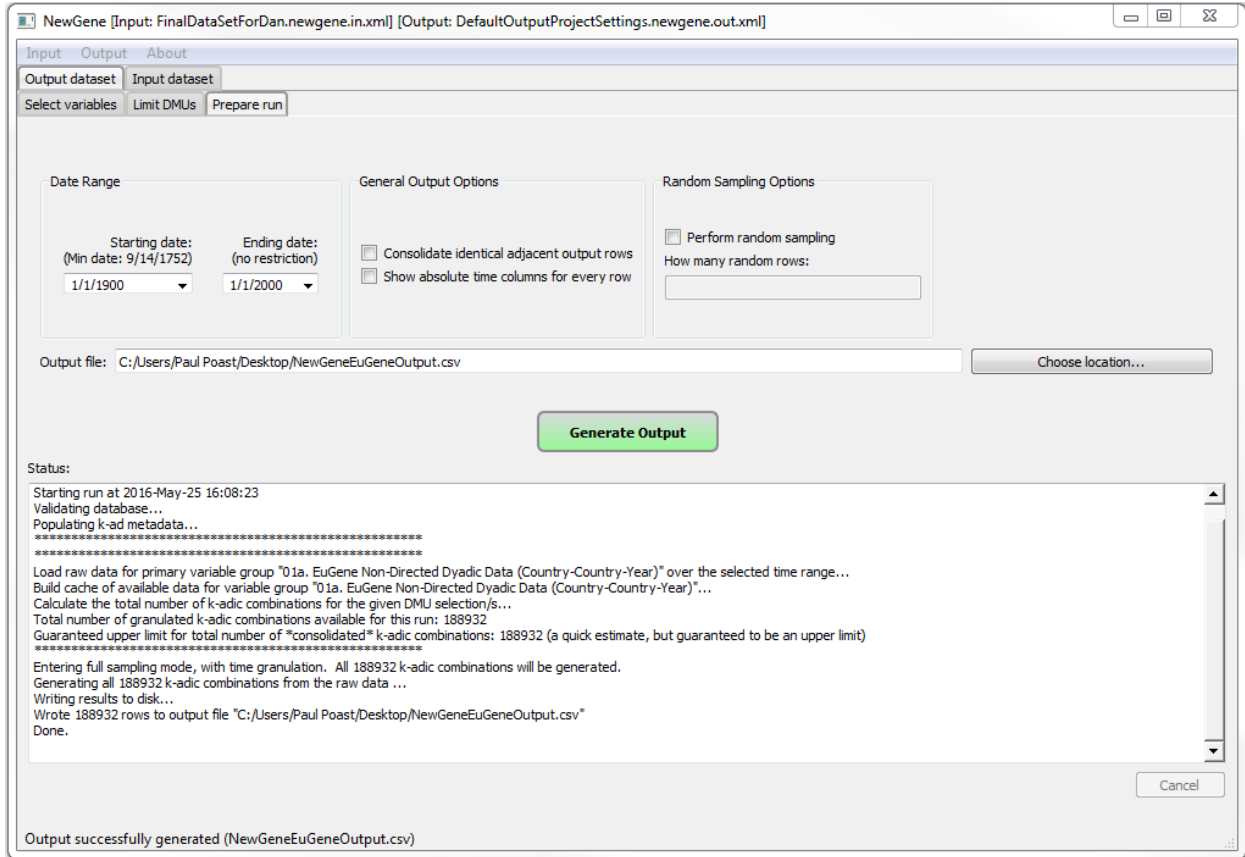 NewGene [Input: FinalDataSetForDan.newgene.in.xml] [Output: DefaultOutputProjectSettings.newgene.out.xml]
Input Output About
Output dataset Input dataset
Select variables Limit DMUs Prepare run
Date Range
Starting date:
(Min date: 9/14/1752)
1/1/1900
Ending date:
(no restriction)
1/1/2000
General Output Options
Consolidate identical adjacent output rows
Show absolute time columns for every row
Random Sampling Options
Perform random sampling
How many random rows:
Output file: C:/Users/Paul Poast/Desktop/NewGeneEuGeneOutput.csv
Choose location...
Generate Output
Status:
Starting run at 2016-May-25 16:08:23
Validating database...
Populating k-ad metadata...
*****************************************************
*****************************************************
Load raw data for primary variable group "01a. EuGene Non-Directed Dyadic Data (Country-Country-Year)" over the selected time range...
Build cache of available data for variable group "01a. EuGene Non-Directed Dyadic Data (Country-Country-Year)"...
Calculate the total number of k-adic combinations for the given DMU selection/s...
Total number of granulated k-adic combinations available for this run: 188932
Guaranteed upper limit for total number of *consolidated* k-adic combinations: 188932 (a quick estimate, but guaranteed to be an upper limit)
*****************************************************
Entering full sampling mode, with time granulation.  All 188932 k-adic combinations will be generated.
Generating all 188932 k-adic combinations from the raw data ...
Writing results to disk...
Wrote 188932 rows to output file "C:/Users/Paul Poast/Desktop/NewGeneEuGeneOutput.csv"
Done.
Cancel
Output successfully generated (NewGeneEuGeneOutput.csv)